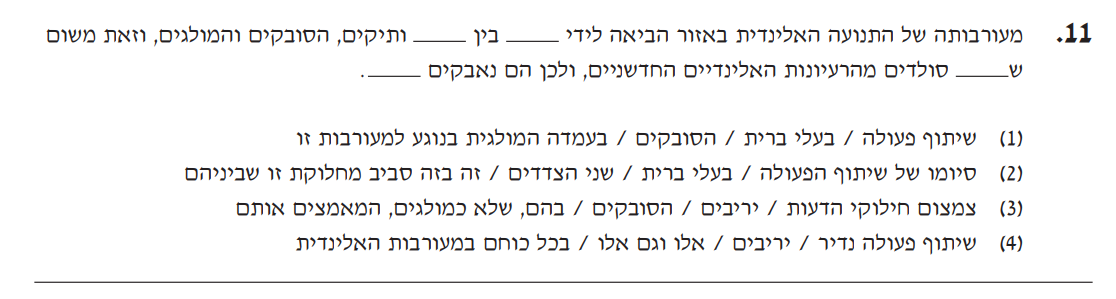 11. מעורבותה של התנועה האלינדית באזור הביאה לידי _____ בין _____ ותיקים, הסובקים והמולגים, וזאת משום
ש_____ סולדים מהרעיונות האלינדיים החדשניים, ולכן הם נאבקים _____.
(1) שיתוף פעולה / בעלי ברית / הסובקים / בעמדה המולגית בנוגע למעורבות זו
(2) סיומו של שיתוף הפעולה / בעלי ברית / שני הצדדים / זה בזה סביב מחלוקת זו שביניהם
(3) צמצום חילוקי הדעות / יריבים / הסובקים / בהם, שלא כמולגים, המאמצים אותם
(4) שיתוף פעולה נדיר / יריבים / אלו וגם אלו / בכל כוחם במעורבות האלינדית